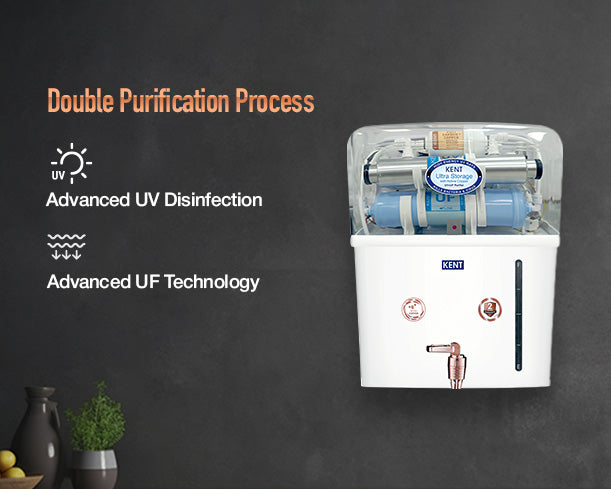 Double Purification Process
UV
Advanced UV Disinfection
Advanced UF Technology
KENT
Ultra Storage
UF
KENT